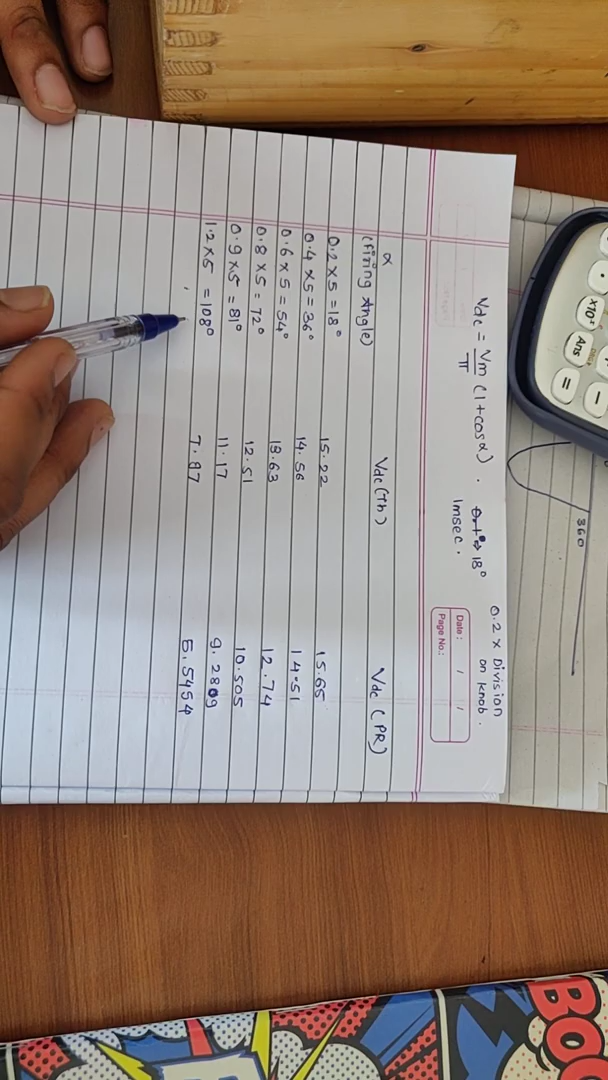 0.2 × Division
on knob.
Vdc = Vm/π (1+cosα).
18°
1msec.
Date: / /
Page No.:
α
(firing Angle)
Vdc (Th)
Vdc (PR)
0.2 × 5 = 18° 15.22 15.65
0.4 × 5 = 36° 14.56 14.51
0.6 × 5 = 54° 13.63 12.74
0.8 × 5 = 72° 12.51 10.505
0.9 × 5 = 81° 11.17 9.2809
1.2 × 5 = 108° 7.87 5.5454
360
×10ˣ
Ans
=
−
BOO